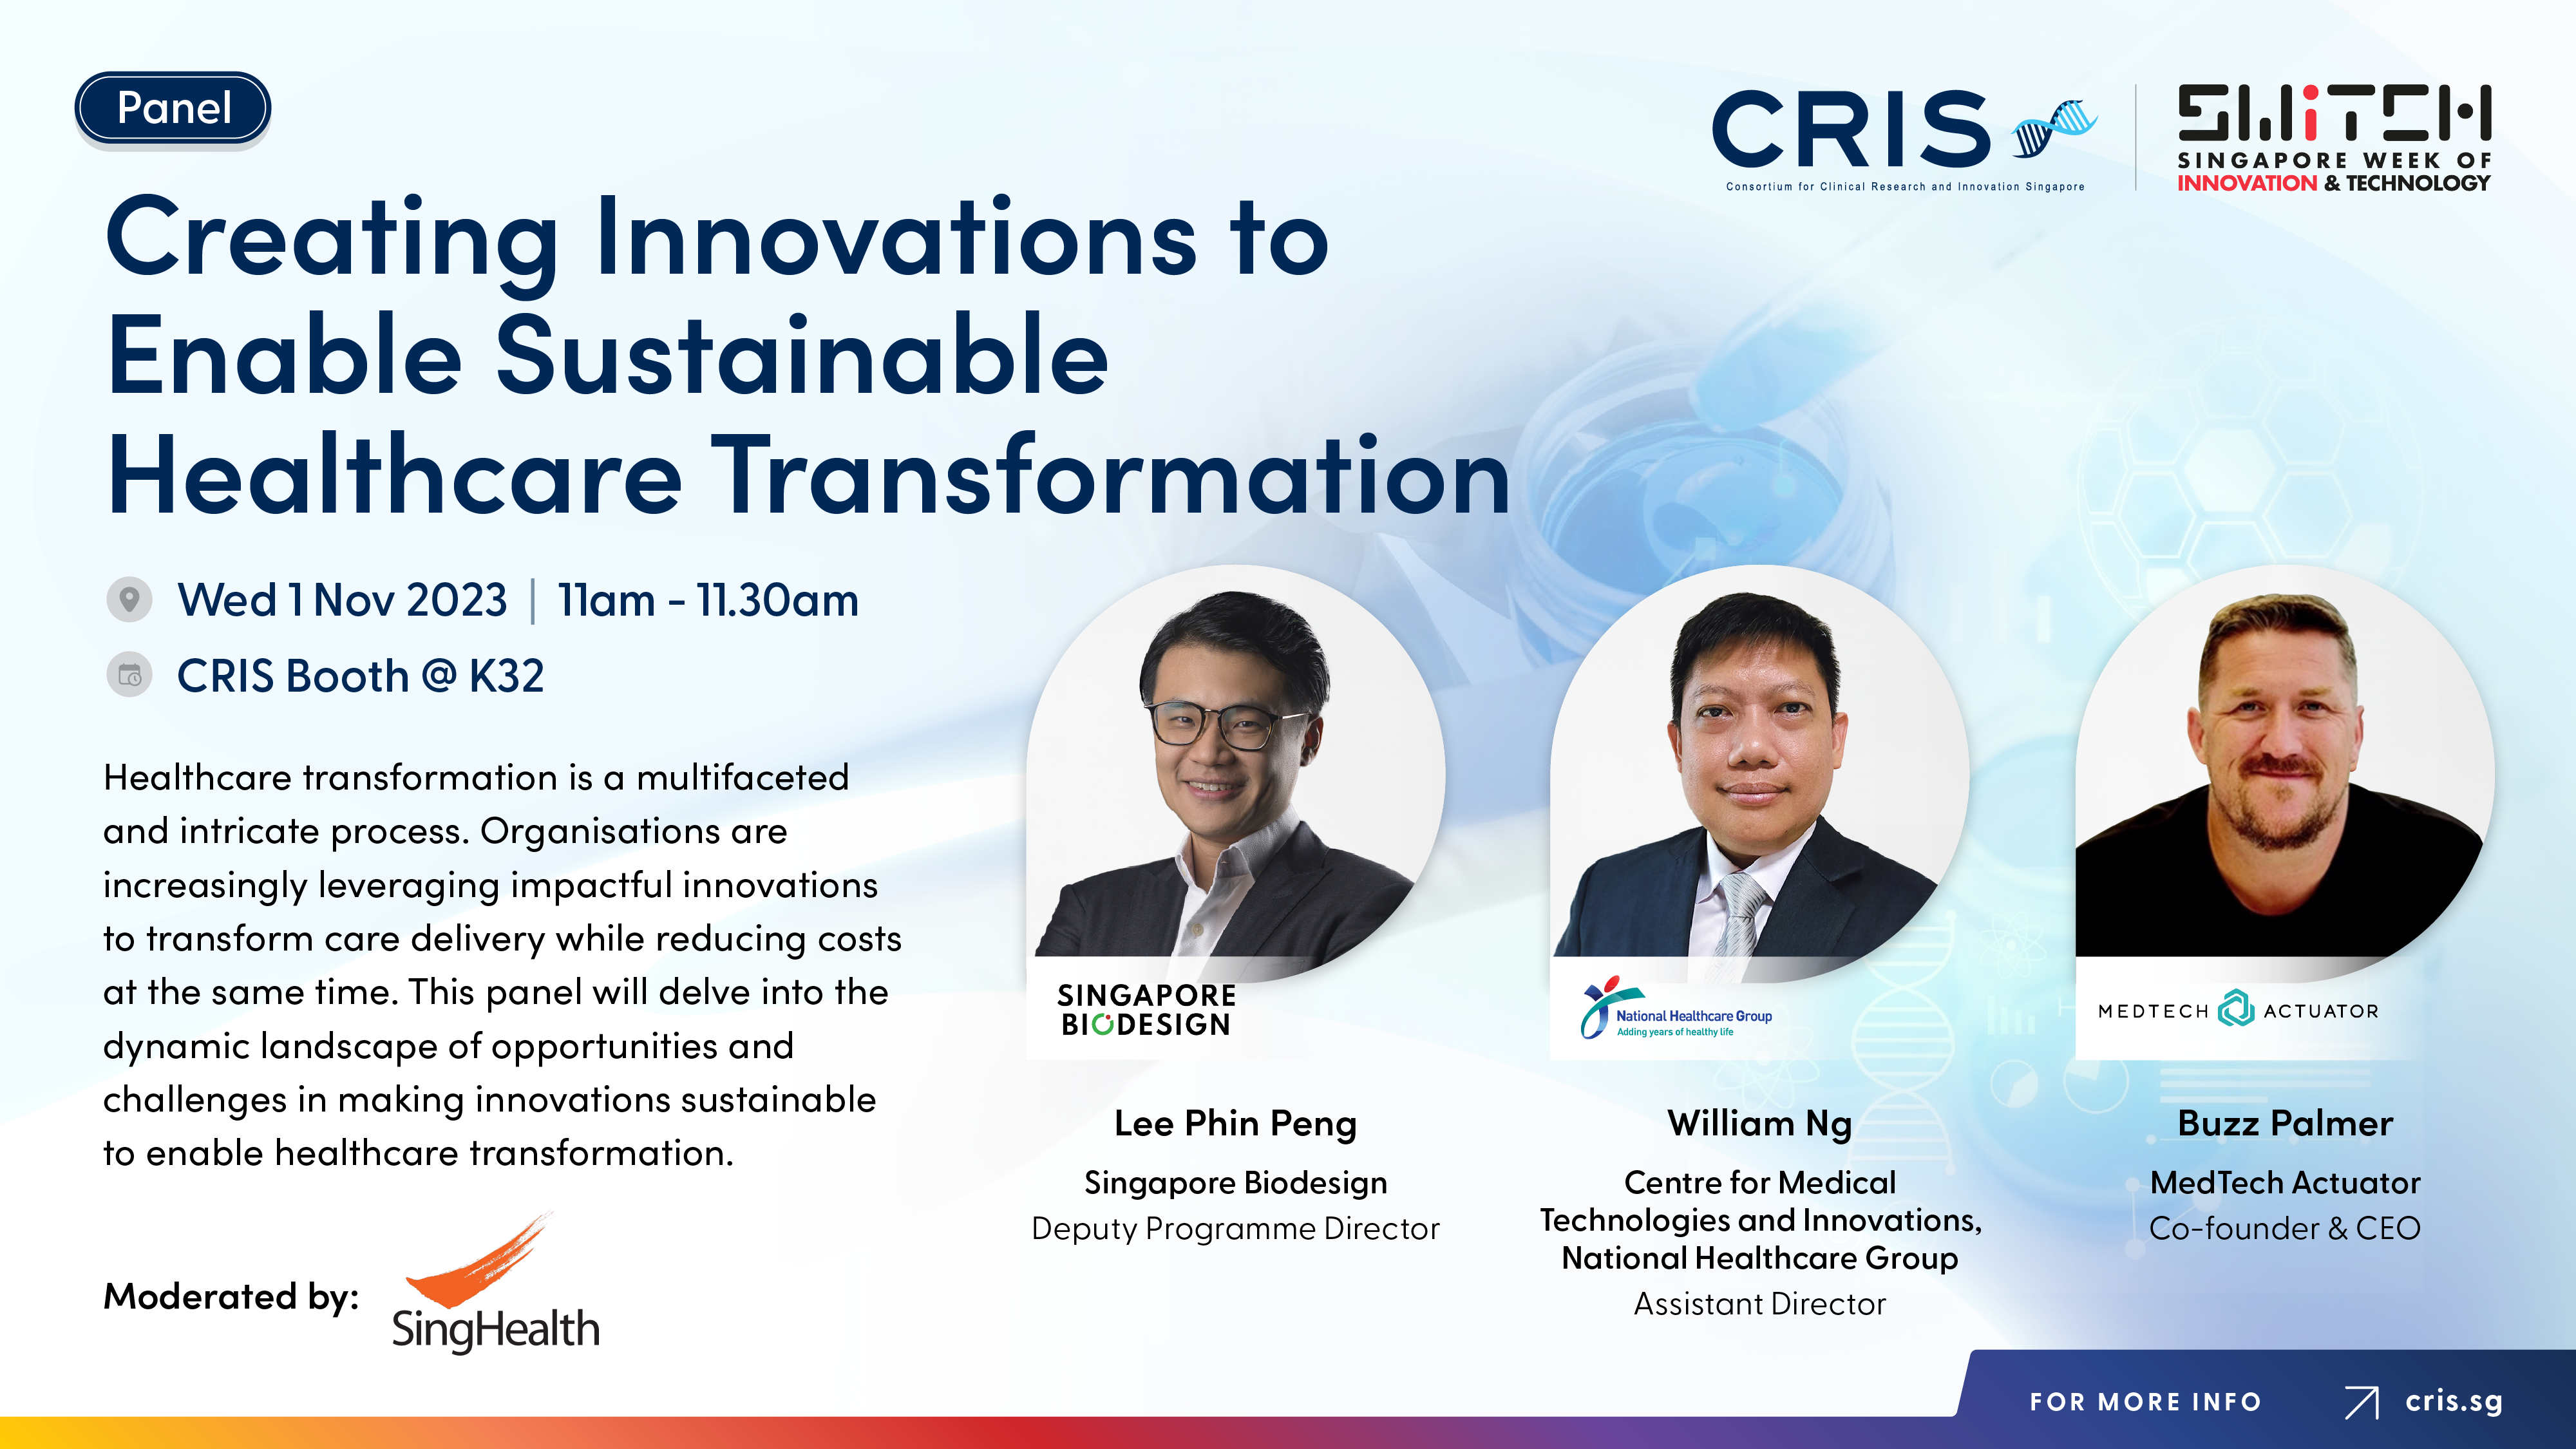 Panel
CRIS
Consortium for Clinical Research and Innovation Singapore
SWiTCH
SINGAPORE WEEK OF
INNOVATION & TECHNOLOGY
Creating Innovations to
Enable Sustainable
Healthcare Transformation
Wed 1 Nov 2023 | 11am - 11.30am
CRIS Booth @ K32
Healthcare transformation is a multifaceted
and intricate process. Organisations are
increasingly leveraging impactful innovations
to transform care delivery while reducing costs
at the same time. This panel will delve into the
dynamic landscape of opportunities and
challenges in making innovations sustainable
to enable healthcare transformation.
Moderated by:
SingHealth
SINGAPORE
BIODESIGN
Lee Phin Peng
Singapore Biodesign
Deputy Programme Director
National Healthcare Group
Adding years of healthy life
William Ng
Centre for Medical
Technologies and Innovations,
National Healthcare Group
Assistant Director
MEDTECH ACTUATOR
Buzz Palmer
MedTech Actuator
Co-founder & CEO
FOR MORE INFO
cris.sg